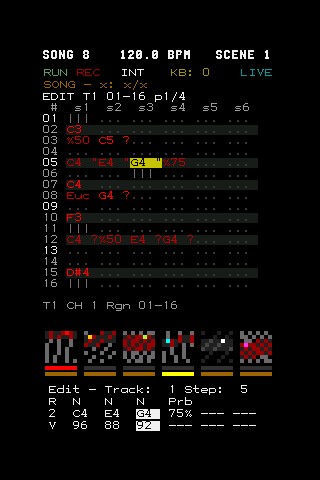 SONG 8 120.0 BPM SCENE 1
RUN REC INT KB: O LIVE
SONG - x: x/x
EDIT T1 01-16 p1/4
# s1 s2 s3 s4 s5 s6
01 |||
02 C3
03 %50 C5 ?
04
05 C4 "E4 "G4 "%75
06 |||
07 C4
08 Euc G4 ?
09
10 F3
11 |||
12 C4 ?%50 E4 ?G4 ?
13
14
15 D#4
16 |||
T1 CH 1 Rgn 01-16
Edit - Track: 1 Step: 5
R N N N Prb
2 C4 E4 G4 75% --- ---
V 96 88 92 --- --- ---